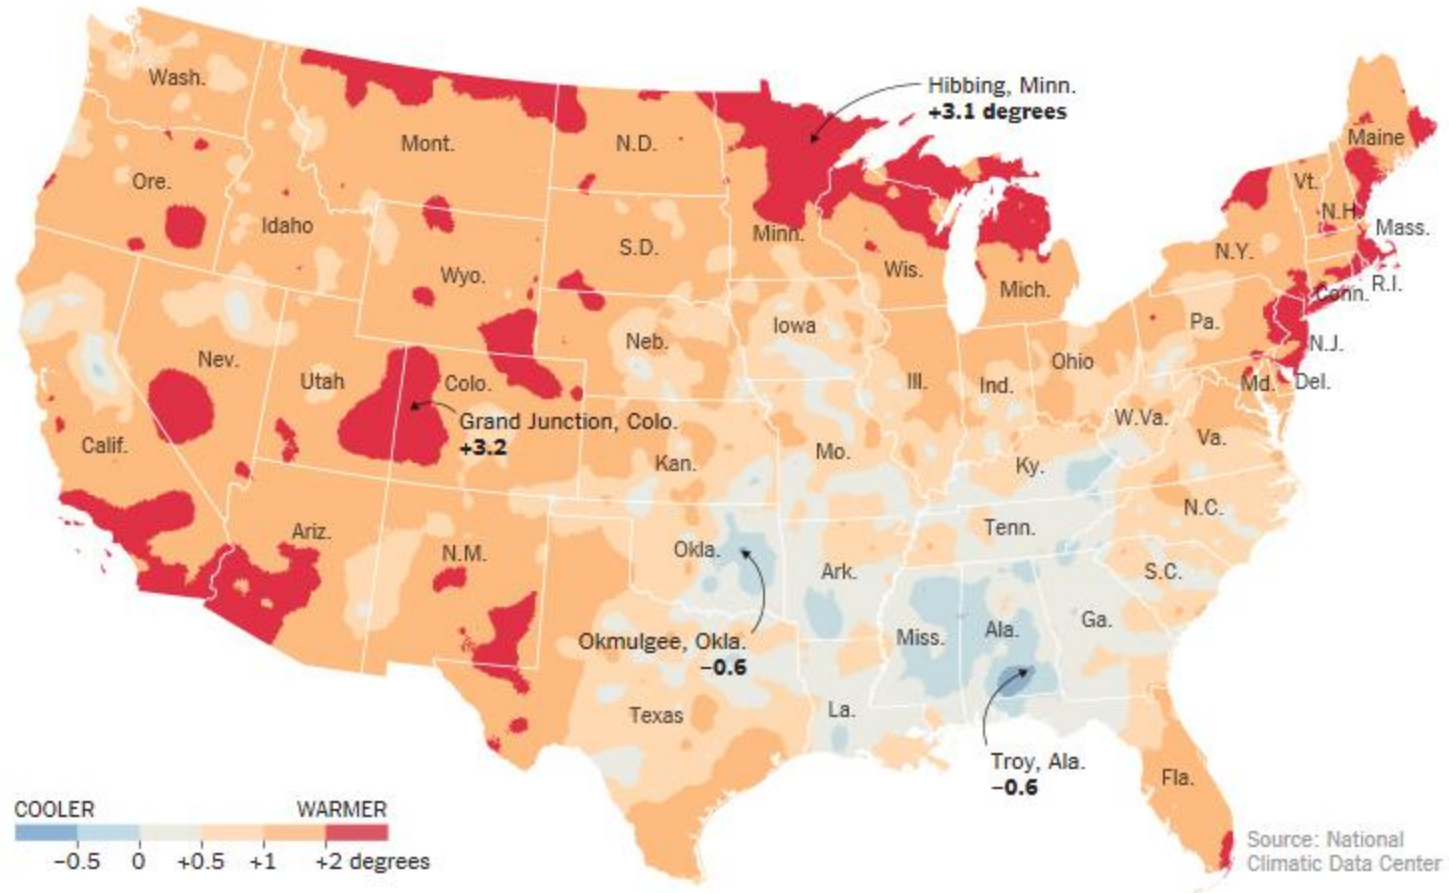 Wash.
Hibbing, Minn.
+3.1 degrees
Mont.
N.D.
Maine
Ore.
Vt.
Idaho
N.H.
Mass.
Minn.
S.D.
N.Y.
Wis.
Wyo.
Mich.
Conn.
R.I.
Iowa
Pa.
Neb.
N.J.
Nev.
Ohio
Utah
Colo.
Ill.
Ind.
Md.
Del.
Grand Junction, Colo.
+3.2
W.Va.
Va.
Calif.
Mo.
Kan.
Ky.
N.C.
Ariz.
Tenn.
N.M.
Okla.
Ark.
S.C.
Ga.
Okmulgee, Okla.
−0.6
Miss.
Ala.
Texas
La.
Troy, Ala.
−0.6
Fla.
COOLER WARMER
−0.5 0 +0.5 +1 +2 degrees
Source: National
Climatic Data Center